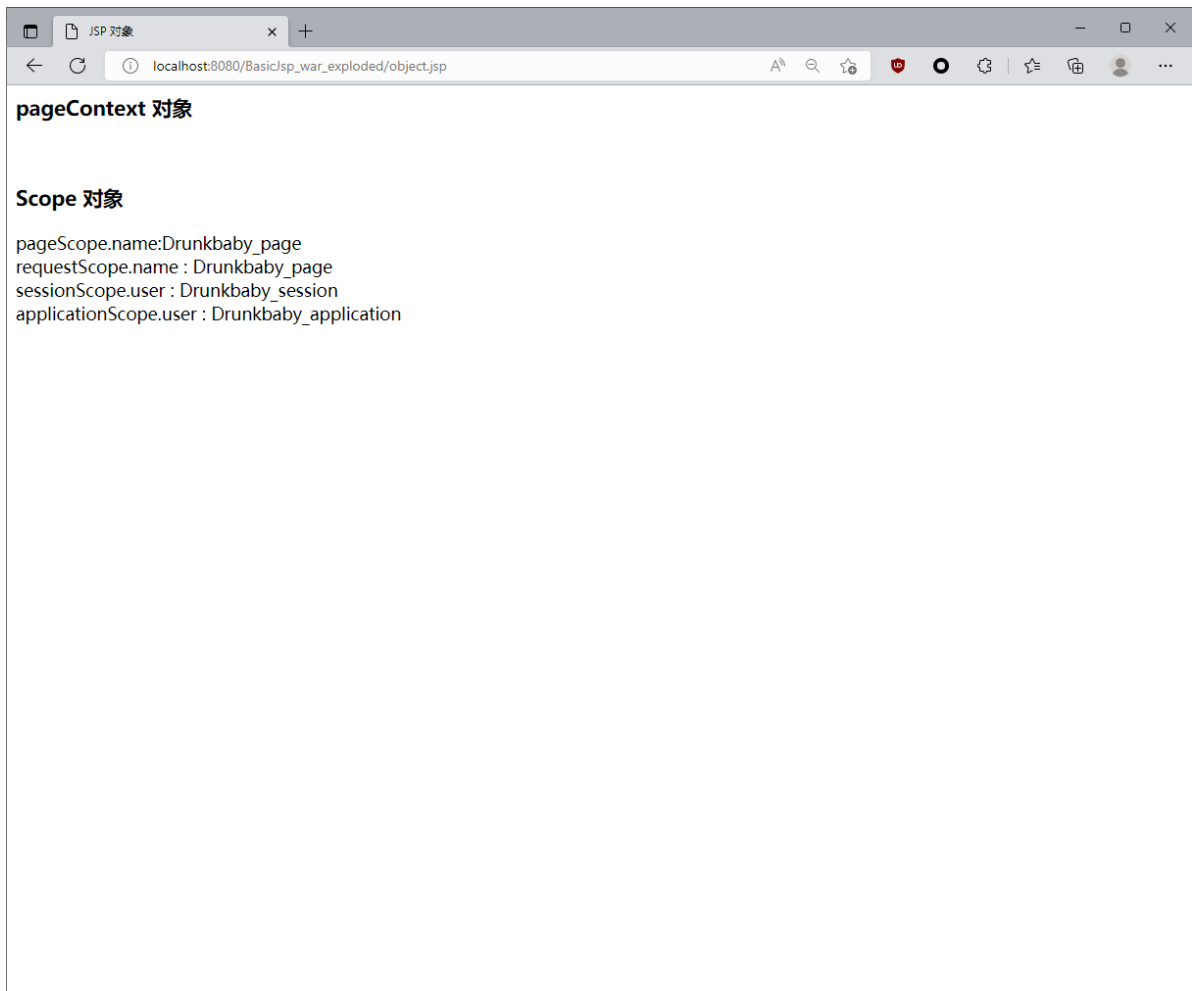 JSP 对象
localhost:8080/BasicJsp_war_exploded/object.jsp
pageContext 对象
Scope 对象
pageScope.name:Drunkbaby_page
requestScope.name : Drunkbaby_page
sessionScope.user : Drunkbaby_session
applicationScope.user : Drunkbaby_application